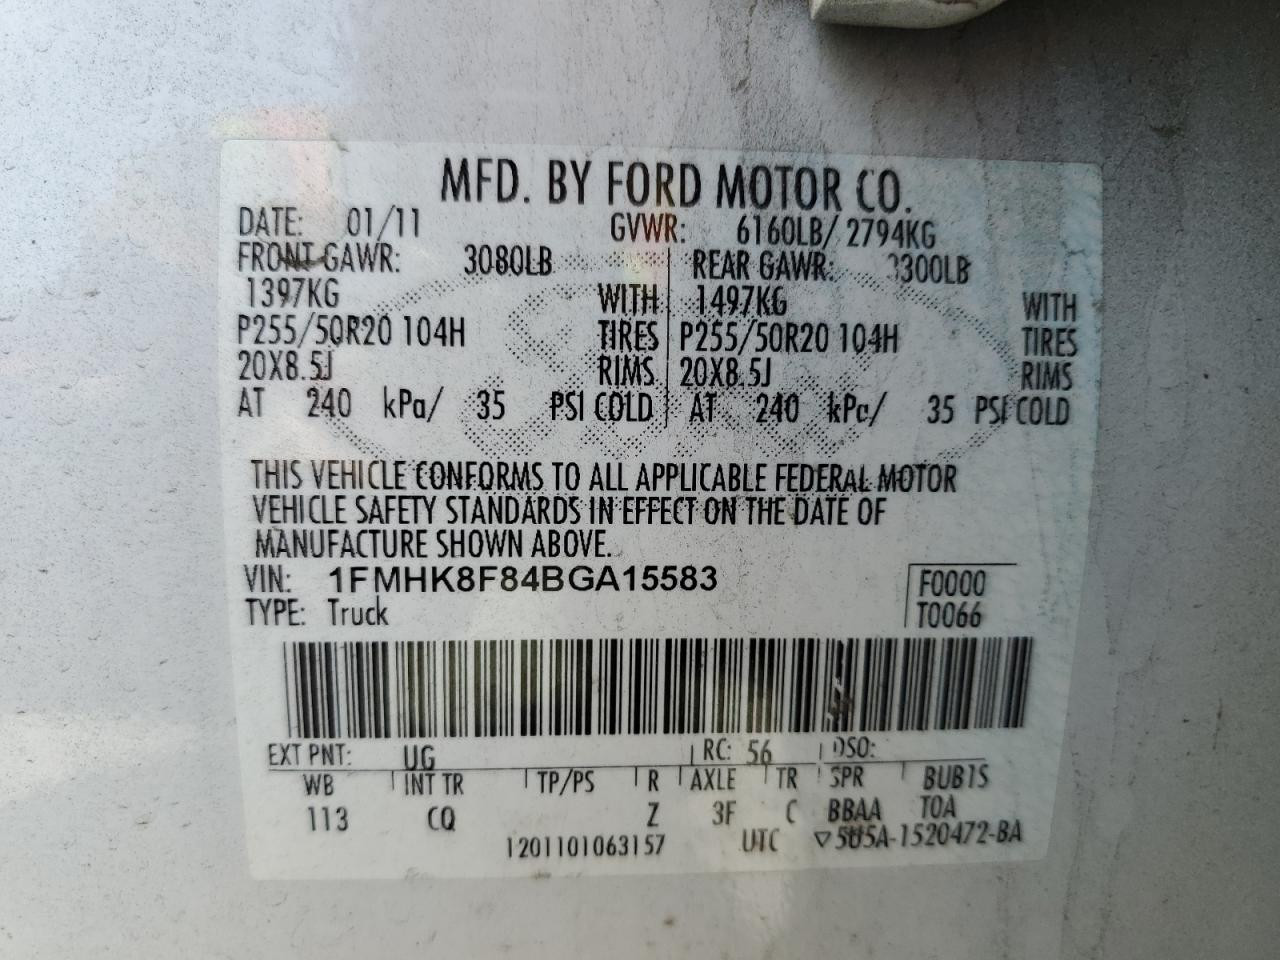 MFD. BY FORD MOTOR CO.
DATE: 01/11 GVWR: 6160LB/ 2794KG
FRONT GAWR: 3080LB REAR GAWR: 3300LB
1397KG WITH 1497KG WITH
P255/50R20 104H TIRES P255/50R20 104H TIRES
20X8.5J RIMS 20X8.5J RIMS
AT 240 kPa/ 35 PSI COLD AT 240 kPa/ 35 PSI COLD
THIS VEHICLE CONFORMS TO ALL APPLICABLE FEDERAL MOTOR
VEHICLE SAFETY STANDARDS IN EFFECT ON THE DATE OF
MANUFACTURE SHOWN ABOVE.
VIN: 1FMHK8F84BGA15583 F0000
TYPE: Truck T0066
EXT PNT: UG RC: 56 DSO:
WB INT TR TP/PS R AXLE TR SPR BUB1S
113 CQ Z 3F C BBAA TOA
1201101063157 UTC ▽5U5A-1520472-BA